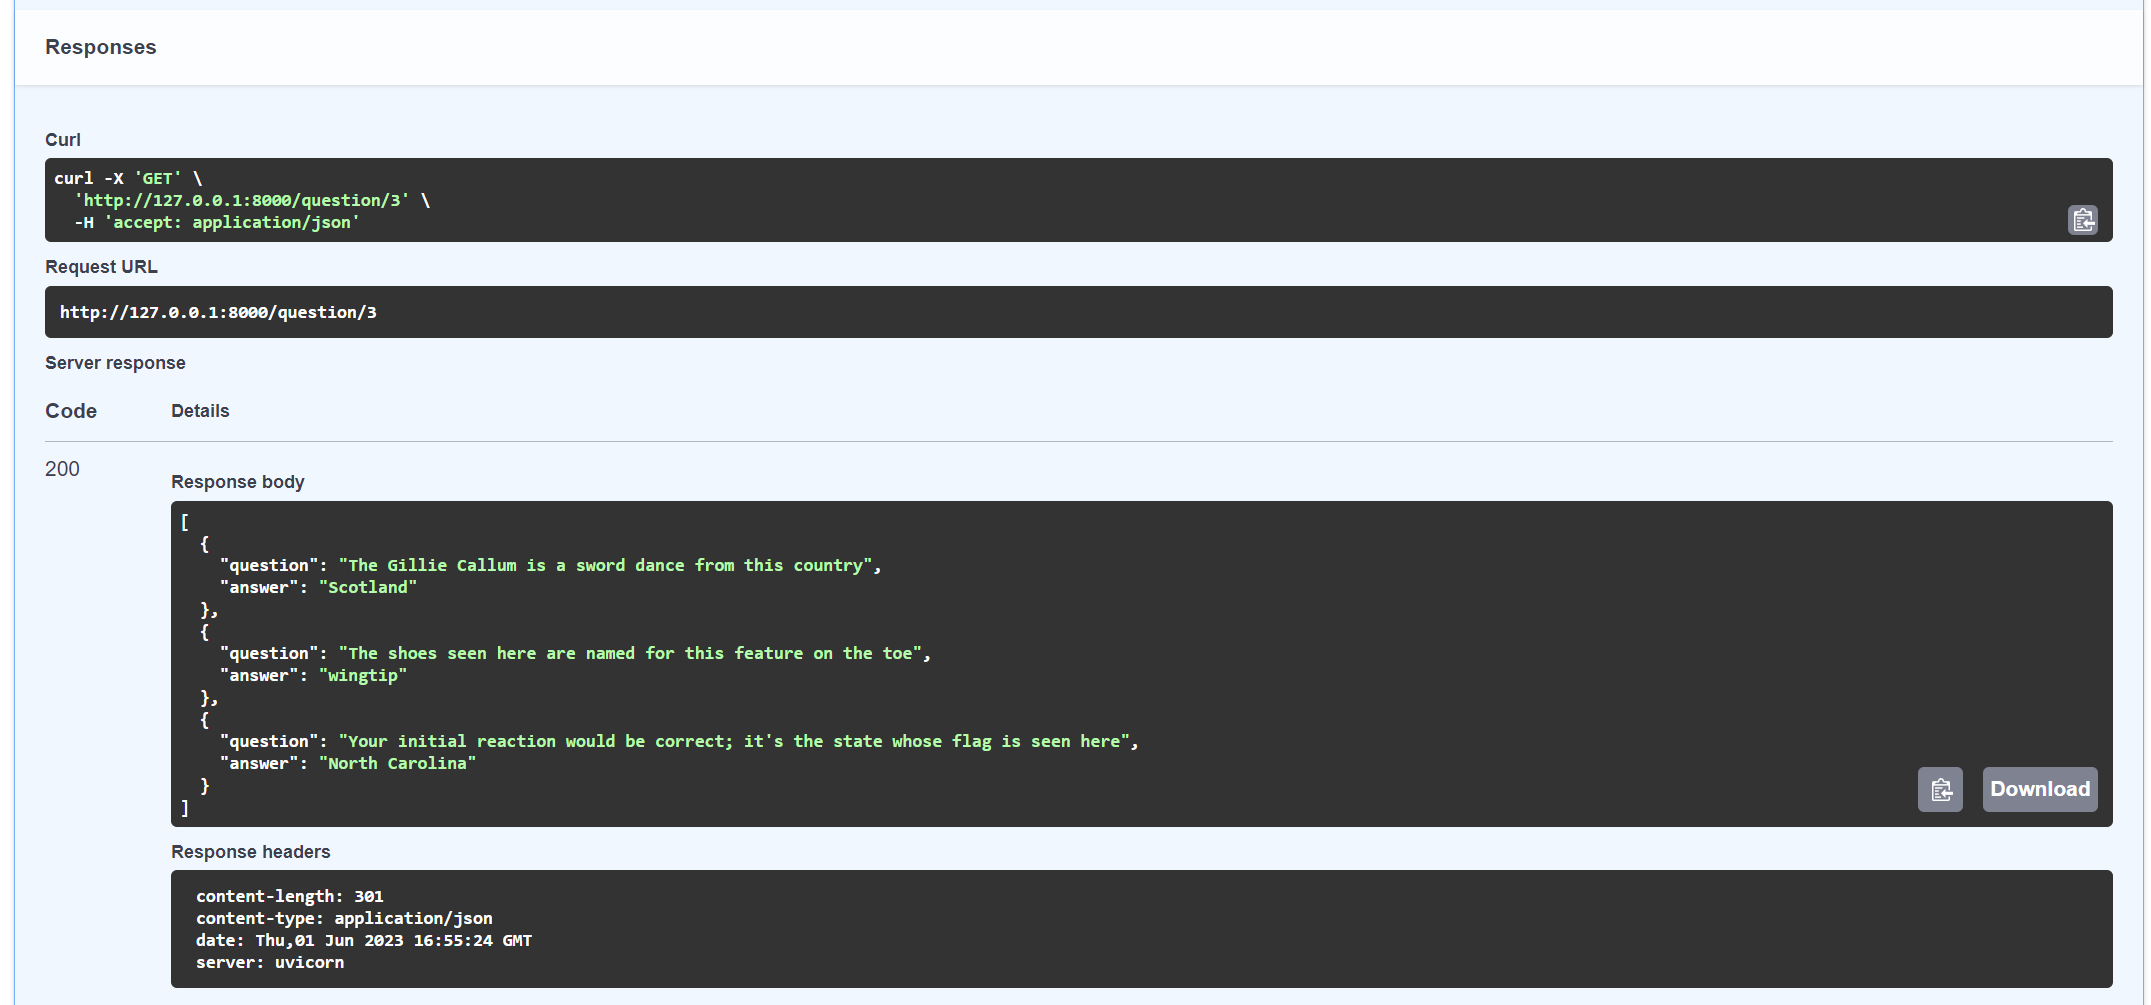 Responses
Curl
curl -X 'GET' \
  'http://127.0.0.1:8000/question/3' \
  -H 'accept: application/json'
Request URL
http://127.0.0.1:8000/question/3
Server response
Code Details
200
Response body
[
  {
    "question": "The Gillie Callum is a sword dance from this country",
    "answer": "Scotland"
  },
  {
    "question": "The shoes seen here are named for this feature on the toe",
    "answer": "wingtip"
  },
  {
    "question": "Your initial reaction would be correct; it's the state whose flag is seen here",
    "answer": "North Carolina"
  }
]
Download
Response headers
content-length: 301
content-type: application/json
date: Thu,01 Jun 2023 16:55:24 GMT
server: uvicorn